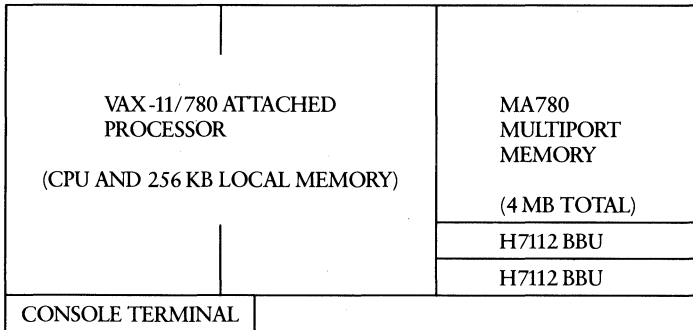 VAX-11/780 ATTACHED
PROCESSOR
(CPU AND 256 KB LOCAL MEMORY)
MA780
MULTIPORT
MEMORY
(4 MB TOTAL)
H7112 BBU
H7112 BBU
CONSOLE TERMINAL